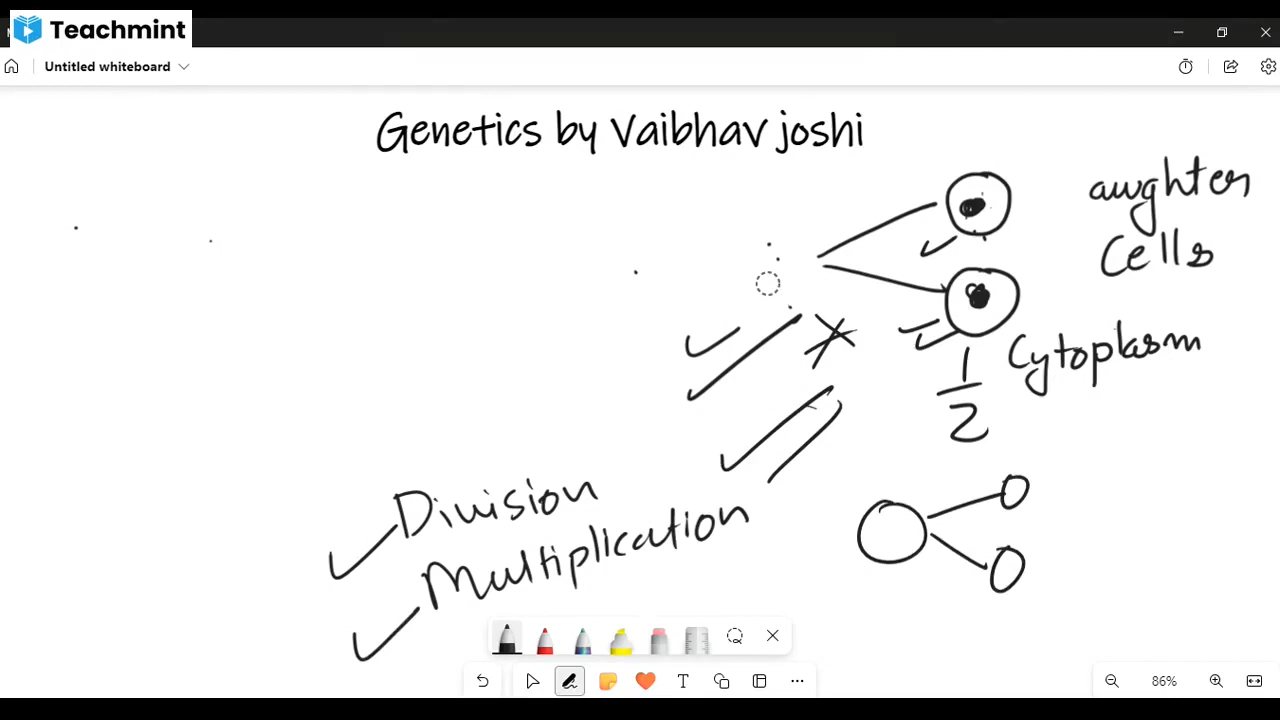 Teachmint
Untitled whiteboard
Genetics by Vaibhav joshi
aughter
Cells
Cytoplasm
1
2
Division
Multiplication
86%